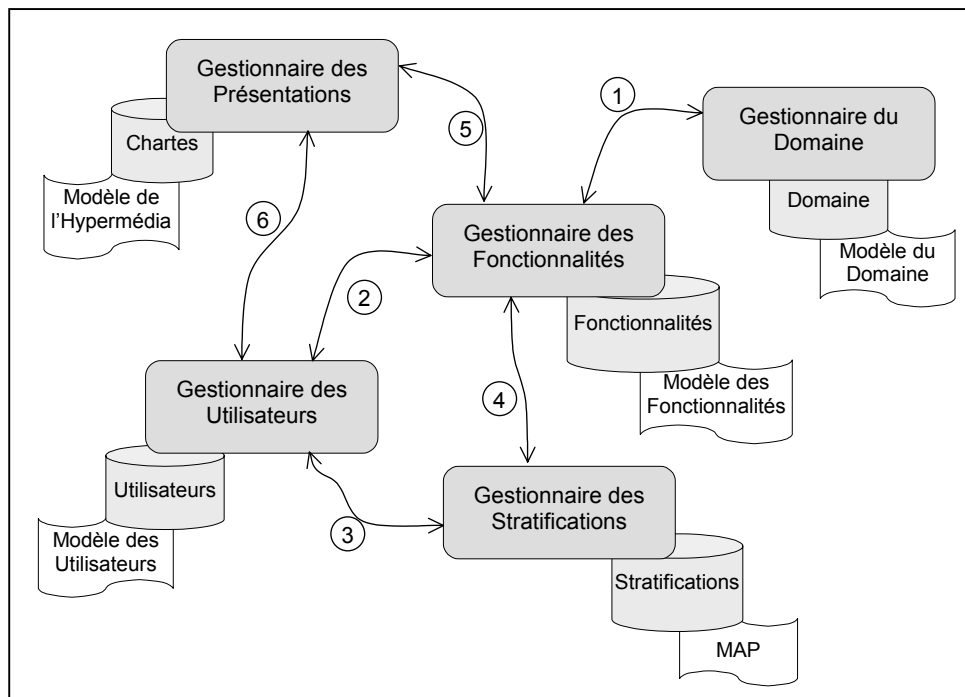 Gestionnaire des
Présentations
Chartes
Modèle de
l'Hypermédia
1
Gestionnaire du
Domaine
Domaine
Modèle du
Domaine
5
6
Gestionnaire des
Fonctionnalités
Fonctionnalités
Modèle des
Fonctionnalités
2
Gestionnaire des
Utilisateurs
Utilisateurs
Modèle des
Utilisateurs
4
3
Gestionnaire des
Stratifications
Stratifications
MAP